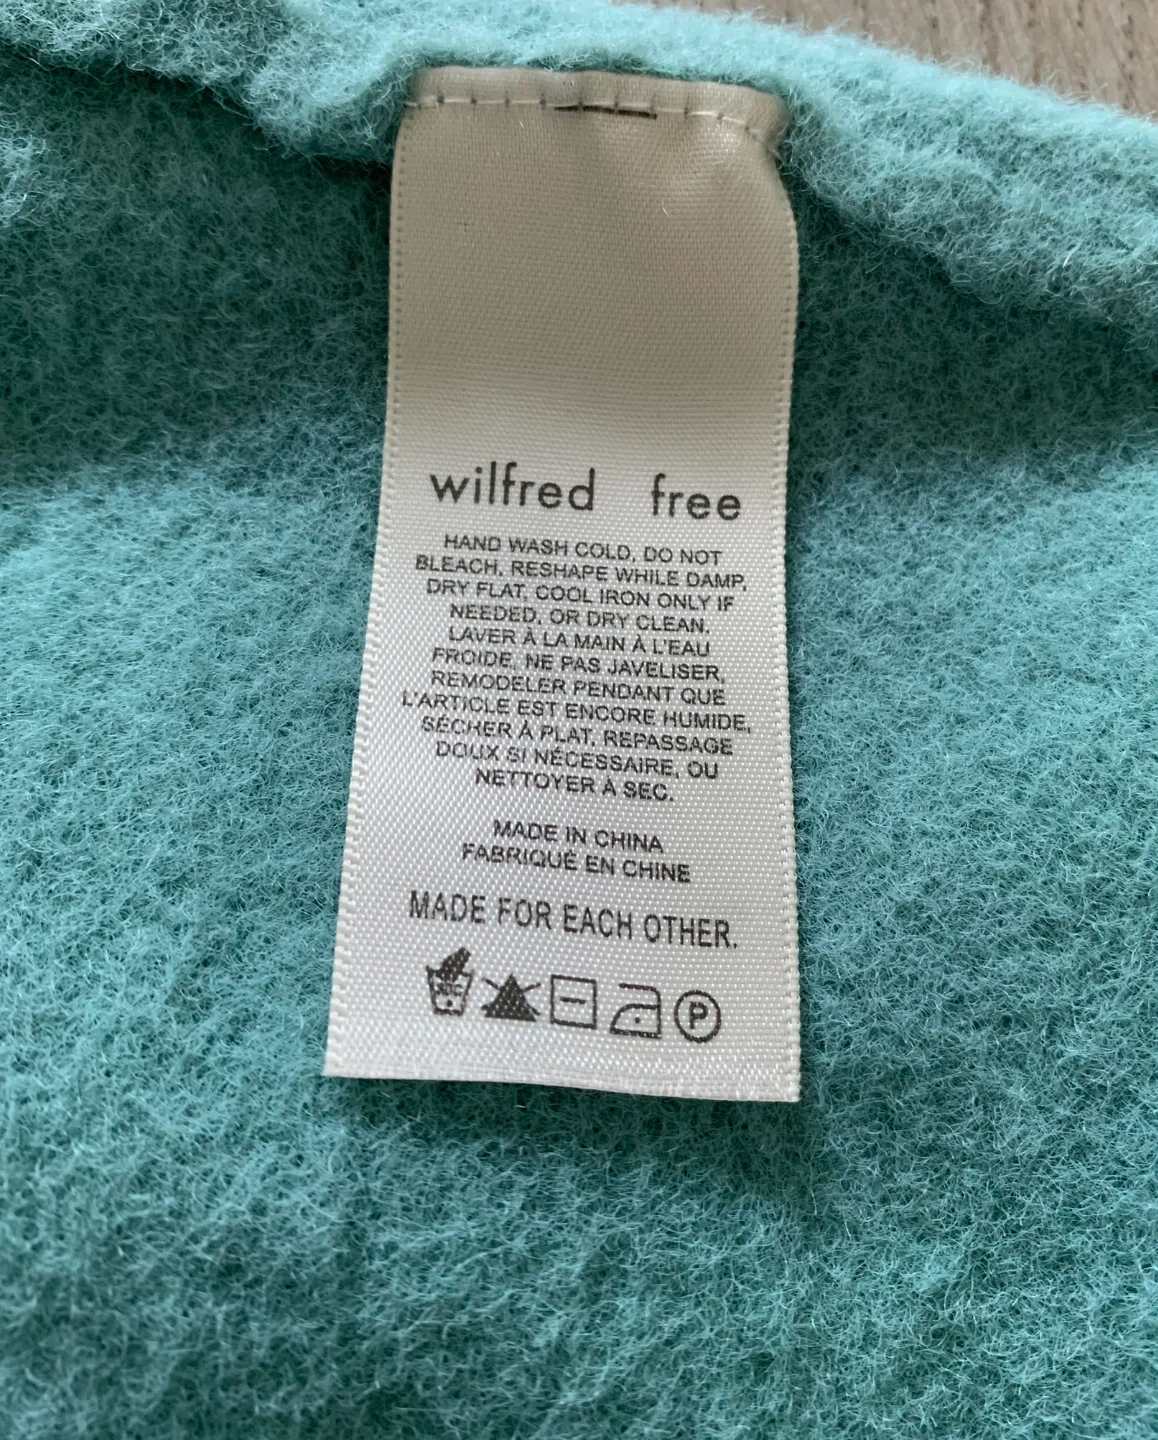 wilfred free
HAND WASH COLD, DO NOT
BLEACH, RESHAPE WHILE DAMP,
DRY FLAT, COOL IRON ONLY IF
NEEDED, OR DRY CLEAN.
LAVER À LA MAIN À L'EAU
FROIDE, NE PAS JAVELISER,
REMODELER PENDANT QUE
L'ARTICLE EST ENCORE HUMIDE,
SÉCHER À PLAT, REPASSAGE
DOUX SI NÉCESSAIRE, OU
NETTOYER À SEC.
MADE IN CHINA
FABRIQUÉ EN CHINE
MADE FOR EACH OTHER.
P